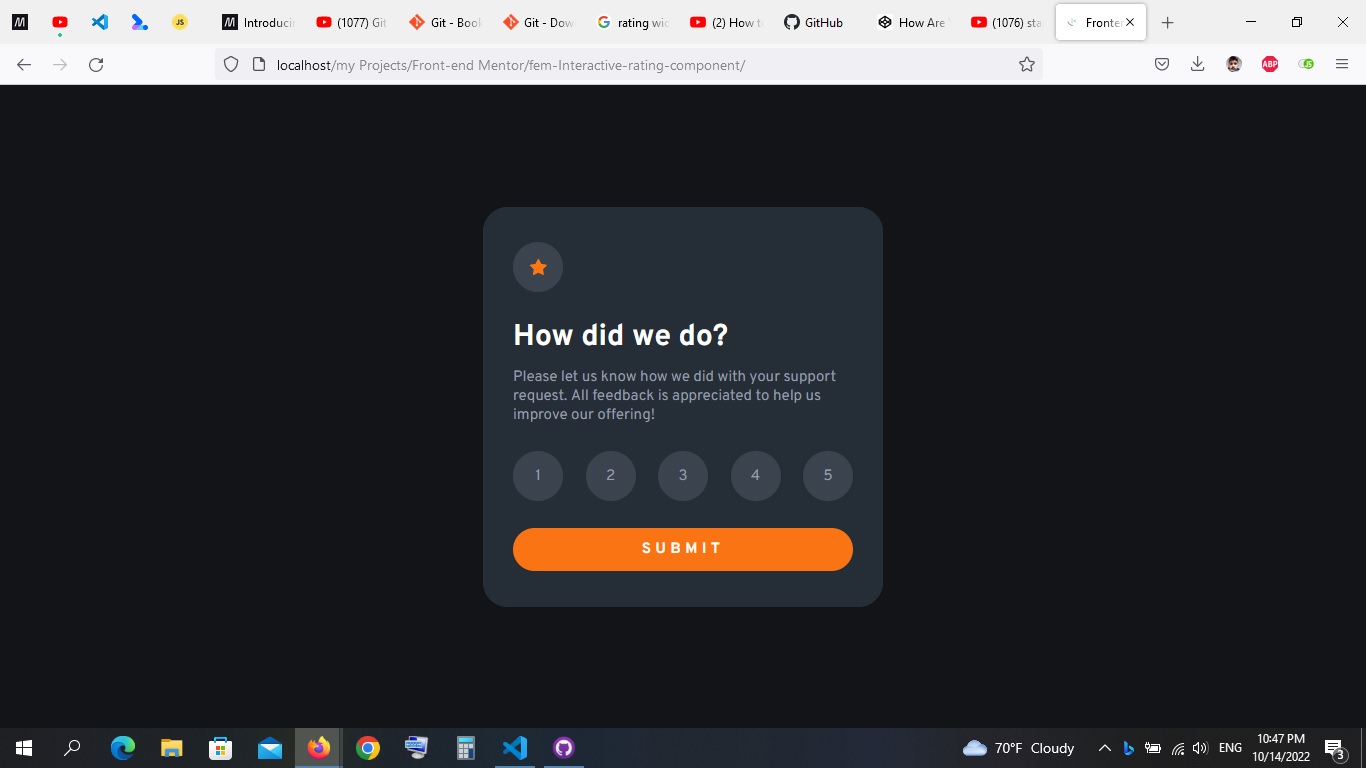 Introduci
(1077) Git
Git - Book
Git - Dow
rating wid
(2) How t
GitHub
How Are
(1076) sta
Fronter
localhost/my Projects/Front-end Mentor/fem-Interactive-rating-component/
ABP
JS
How did we do?
Please let us know how we did with your support
request. All feedback is appreciated to help us
improve our offering!
1 2 3 4 5
SUBMIT
70°F Cloudy
ENG
10:47 PM
10/14/2022
3